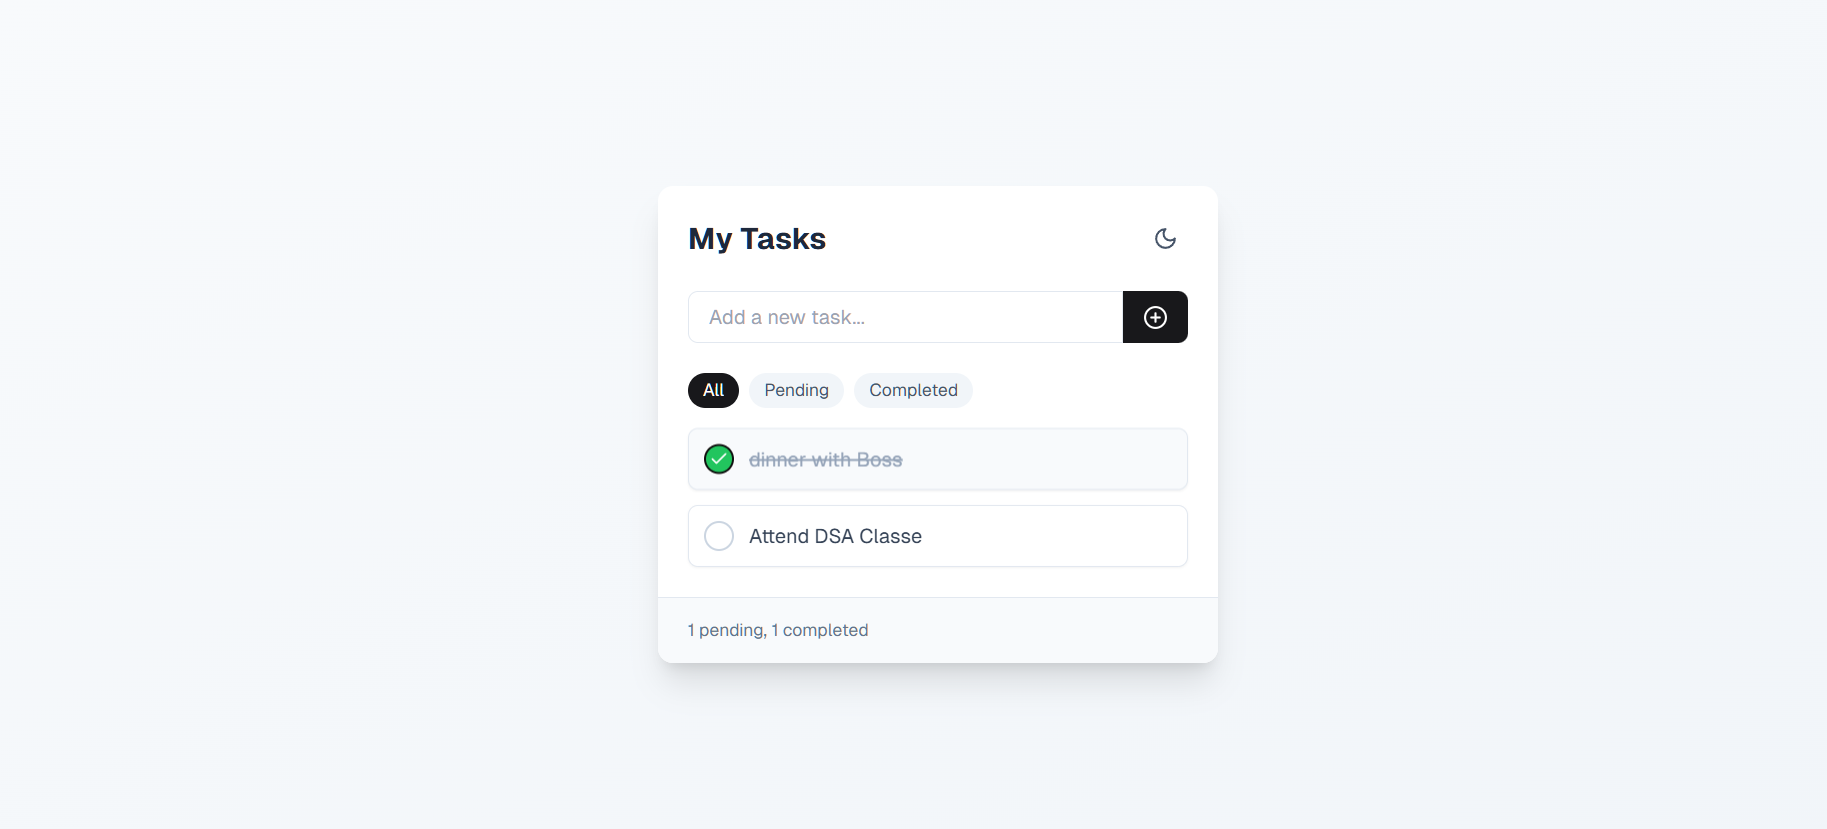 My Tasks
Add a new task...
All Pending Completed
dinner with Boss
Attend DSA Classe
1 pending, 1 completed